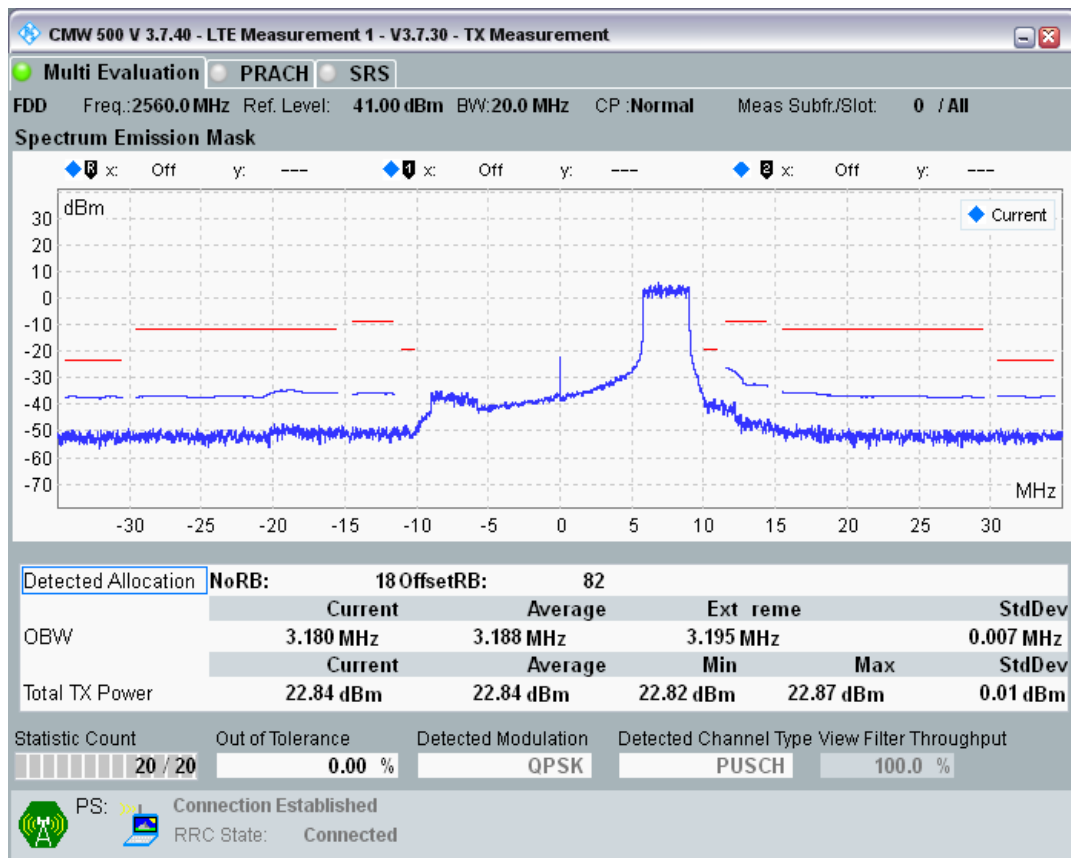 CMW 500 V 3.7.40 - LTE Measurement 1 - V3.7.30 - TX Measurement
Multi Evaluation PRACH SRS
FDD Freq.:2560.0 MHz Ref. Level: 41.00 dBm BW:20.0 MHz CP :Normal Meas Subfr./Slot: 0 / All
Spectrum Emission Mask
R x: Off y: --- 1 x: Off y: --- 2 x: Off y: ---
dBm
Current
30
20
10
0
-10
-20
-30
-40
-50
-60
-70
MHz
-30 -25 -20 -15 -10 -5 0 5 10 15 20 25 30
Detected Allocation NoRB: 18 OffsetRB: 82
Current Average Ext reme StdDev
OBW 3.180 MHz 3.188 MHz 3.195 MHz 0.007 MHz
Current Average Min Max StdDev
Total TX Power 22.84 dBm 22.84 dBm 22.82 dBm 22.87 dBm 0.01 dBm
Statistic Count Out of Tolerance Detected Modulation Detected Channel Type View Filter Throughput
20 / 20 0.00 % QPSK PUSCH 100.0 %
PS: Connection Established
RRC State: Connected